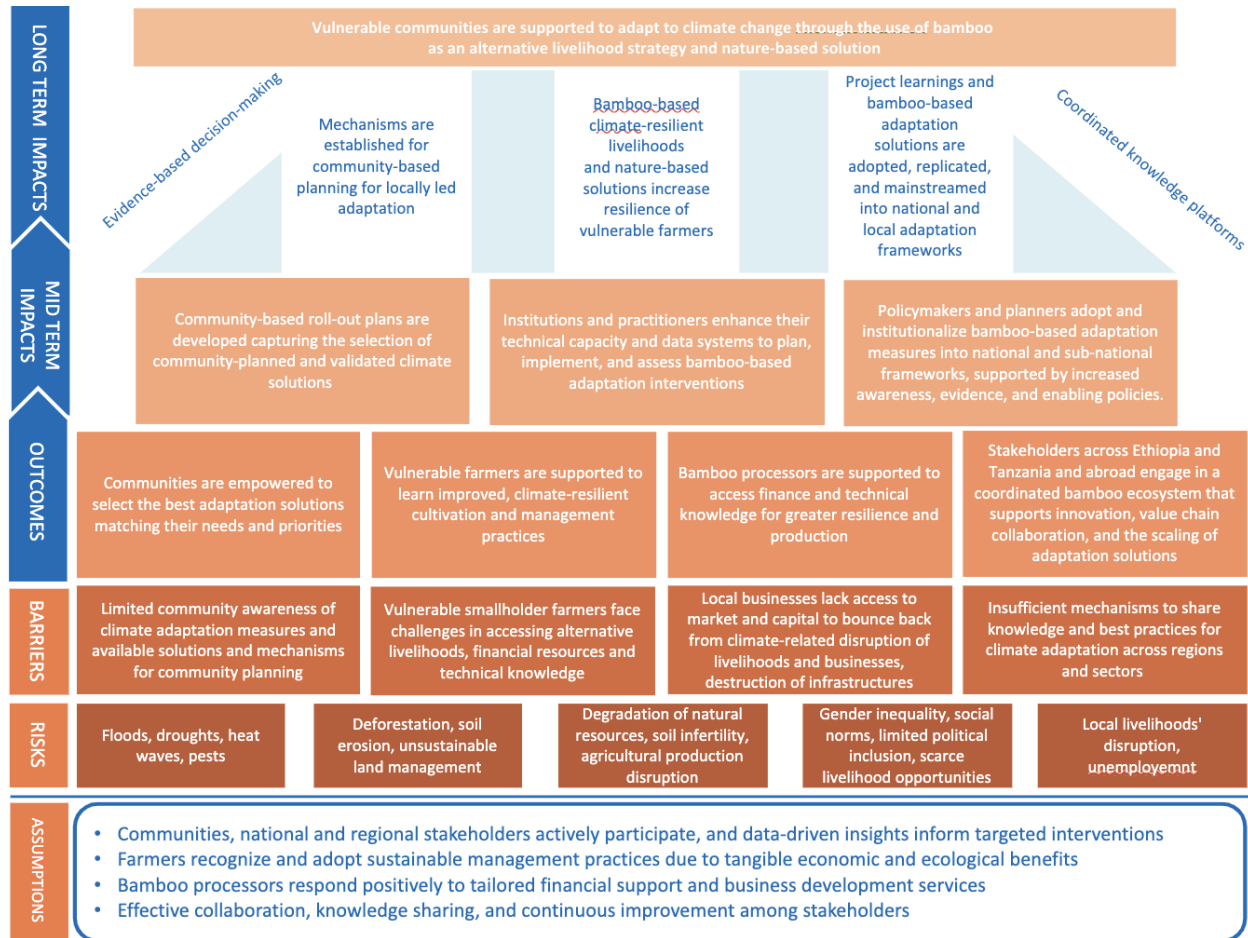 LONG TERM IMPACTS
Vulnerable communities are supported to adapt to climate change through the use of bamboo
as an alternative livelihood strategy and nature-based solution
Evidence-based decision-making
Mechanisms are
established for
community-based
planning for locally led
adaptation
Bamboo-based
climate-resilient
livelihoods
and nature-based
solutions increase
resilience of
vulnerable farmers
Project learnings and
bamboo-based
adaptation
solutions are
adopted, replicated,
and mainstreamed
into national and
local adaptation
frameworks
Coordinated knowledge platforms
MID TERM
IMPACTS
Community-based roll-out plans are
developed capturing the selection of
community-planned and validated climate
solutions
Institutions and practitioners enhance their
technical capacity and data systems to plan,
implement, and assess bamboo-based
adaptation interventions
Policymakers and planners adopt and
institutionalize bamboo-based adaptation
measures into national and sub-national
frameworks, supported by increased
awareness, evidence, and enabling policies.
OUTCOMES
Communities are empowered to
select the best adaptation solutions
matching their needs and priorities
Vulnerable farmers are supported to
learn improved, climate-resilient
cultivation and management
practices
Bamboo processors are supported to
access finance and technical
knowledge for greater resilience and
production
Stakeholders across Ethiopia and
Tanzania and abroad engage in a
coordinated bamboo ecosystem that
supports innovation, value chain
collaboration, and the scaling of
adaptation solutions
BARRIERS
Limited community awareness of
climate adaptation measures and
available solutions and mechanisms
for community planning
Vulnerable smallholder farmers face
challenges in accessing alternative
livelihoods, financial resources and
technical knowledge
Local businesses lack access to
market and capital to bounce back
from climate-related disruption of
livelihoods and businesses,
destruction of infrastructures
Insufficient mechanisms to share
knowledge and best practices for
climate adaptation across regions
and sectors
RISKS
Floods, droughts, heat
waves, pests
Deforestation, soil
erosion, unsustainable
land management
Degradation of natural
resources, soil infertility,
agricultural production
disruption
Gender inequality, social
norms, limited political
inclusion, scarce
livelihood opportunities
Local livelihoods'
disruption,
unemployemnt
ASSUMPTIONS
• Communities, national and regional stakeholders actively participate, and data-driven insights inform targeted interventions
• Farmers recognize and adopt sustainable management practices due to tangible economic and ecological benefits
• Bamboo processors respond positively to tailored financial support and business development services
• Effective collaboration, knowledge sharing, and continuous improvement among stakeholders